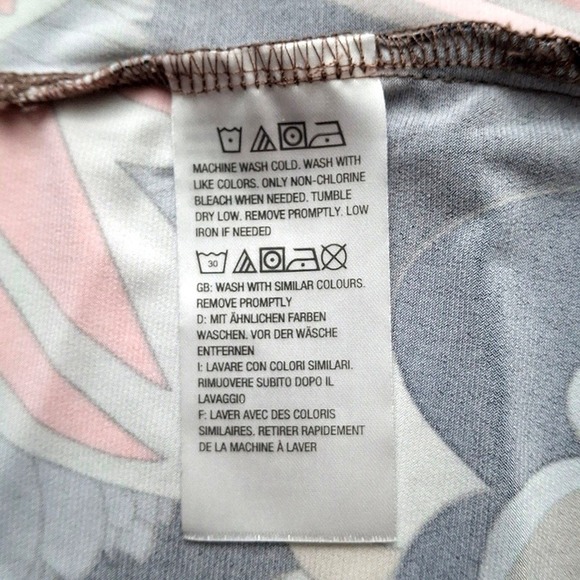 MACHINE WASH COLD. WASH WITH
LIKE COLORS. ONLY NON-CHLORINE
BLEACH WHEN NEEDED. TUMBLE
DRY LOW. REMOVE PROMPTLY. LOW
IRON IF NEEDED
30
GB: WASH WITH SIMILAR COLOURS.
REMOVE PROMPTLY
D: MIT ÄHNLICHEN FARBEN
WASCHEN. VOR DER WÄSCHE
ENTFERNEN
I: LAVARE CON COLORI SIMILARI.
RIMUOVERE SUBITO DOPO IL
LAVAGGIO
F: LAVER AVEC DES COLORIS
SIMILAIRES. RETIRER RAPIDEMENT
DE LA MACHINE À LAVER